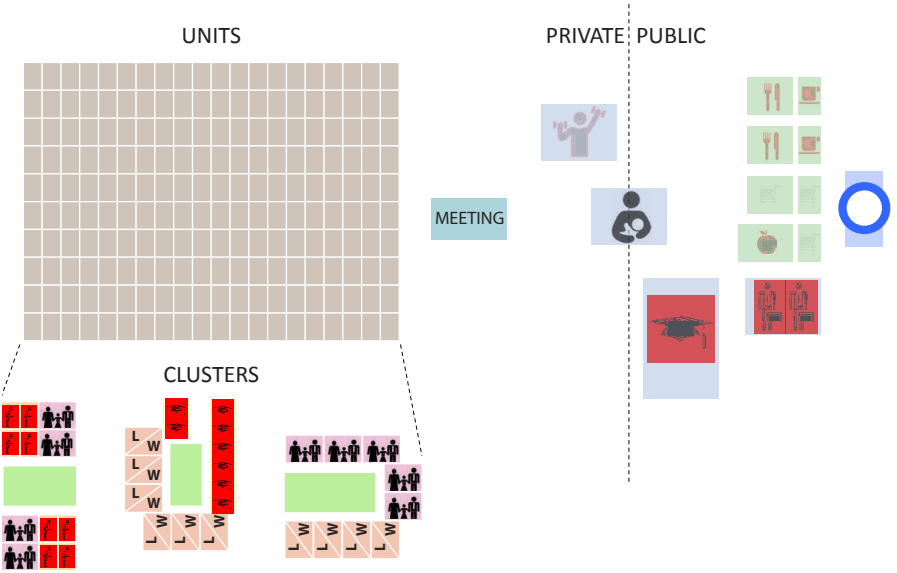 UNITS
PRIVATE PUBLIC
MEETING
CLUSTERS
L W
L W
L W
L W L W L W
L W L W L W L W